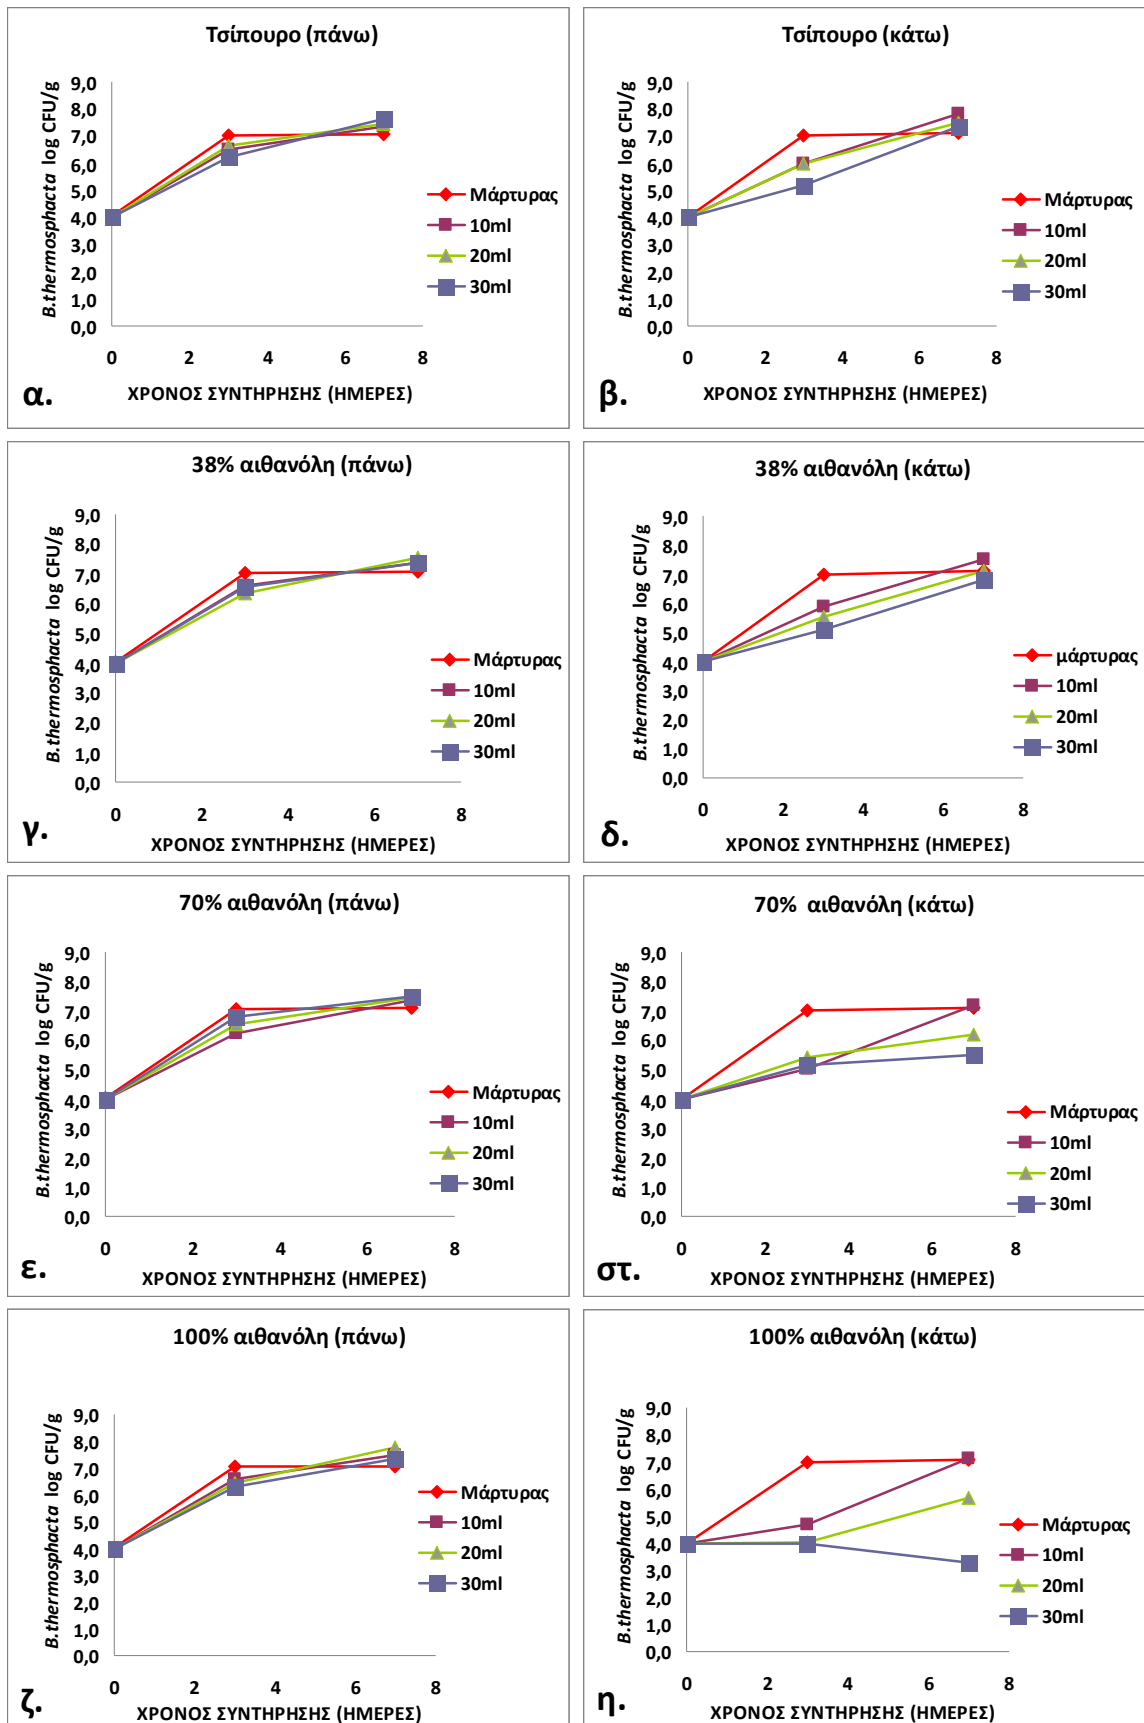 Τσίπουρο (πάνω)
B.thermosphacta log CFU/g
9,0
8,0
7,0
6,0
5,0
4,0
3,0
2,0
1,0
0,0
0 2 4 6 8
ΧΡΟΝΟΣ ΣΥΝΤΗΡΗΣΗΣ (ΗΜΕΡΕΣ)
Μάρτυρας
10ml
20ml
30ml
α.
Τσίπουρο (κάτω)
B.thermosphacta log CFU/g
9,0
8,0
7,0
6,0
5,0
4,0
3,0
2,0
1,0
0,0
0 2 4 6 8
ΧΡΟΝΟΣ ΣΥΝΤΗΡΗΣΗΣ (ΗΜΕΡΕΣ)
Μάρτυρας
10ml
20ml
30ml
β.
38% αιθανόλη (πάνω)
B.thermosphacta log CFU/g
9,0
8,0
7,0
6,0
5,0
4,0
3,0
2,0
1,0
0,0
0 2 4 6 8
ΧΡΟΝΟΣ ΣΥΝΤΗΡΗΣΗΣ (ΗΜΕΡΕΣ)
Μάρτυρας
10ml
20ml
30ml
γ.
38% αιθανόλη (κάτω)
B.thermosphacta log CFU/g
9,0
8,0
7,0
6,0
5,0
4,0
3,0
2,0
1,0
0,0
0 2 4 6 8
ΧΡΟΝΟΣ ΣΥΝΤΗΡΗΣΗΣ (ΗΜΕΡΕΣ)
μάρτυρας
10ml
20ml
30ml
δ.
70% αιθανόλη (πάνω)
B.thermosphacta log CFU/g
9,0
8,0
7,0
6,0
5,0
4,0
3,0
2,0
1,0
0,0
0 2 4 6 8
ΧΡΟΝΟΣ ΣΥΝΤΗΡΗΣΗΣ (ΗΜΕΡΕΣ)
Μάρτυρας
10ml
20ml
30ml
ε.
70% αιθανόλη (κάτω)
B.thermosphacta log CFU/g
9,0
8,0
7,0
6,0
5,0
4,0
3,0
2,0
1,0
0,0
0 2 4 6 8
ΧΡΟΝΟΣ ΣΥΝΤΗΡΗΣΗΣ (ΗΜΕΡΕΣ)
Μάρτυρας
10ml
20ml
30ml
στ.
100% αιθανόλη (πάνω)
B.thermosphacta log CFU/g
9,0
8,0
7,0
6,0
5,0
4,0
3,0
2,0
1,0
0,0
0 2 4 6 8
ΧΡΟΝΟΣ ΣΥΝΤΗΡΗΣΗΣ (ΗΜΕΡΕΣ)
Μάρτυρας
10ml
20ml
30ml
ζ.
100% αιθανόλη (κάτω)
B.thermosphacta log CFU/g
9,0
8,0
7,0
6,0
5,0
4,0
3,0
2,0
1,0
0,0
0 2 4 6 8
ΧΡΟΝΟΣ ΣΥΝΤΗΡΗΣΗΣ (ΗΜΕΡΕΣ)
Μάρτυρας
10ml
20ml
30ml
η.